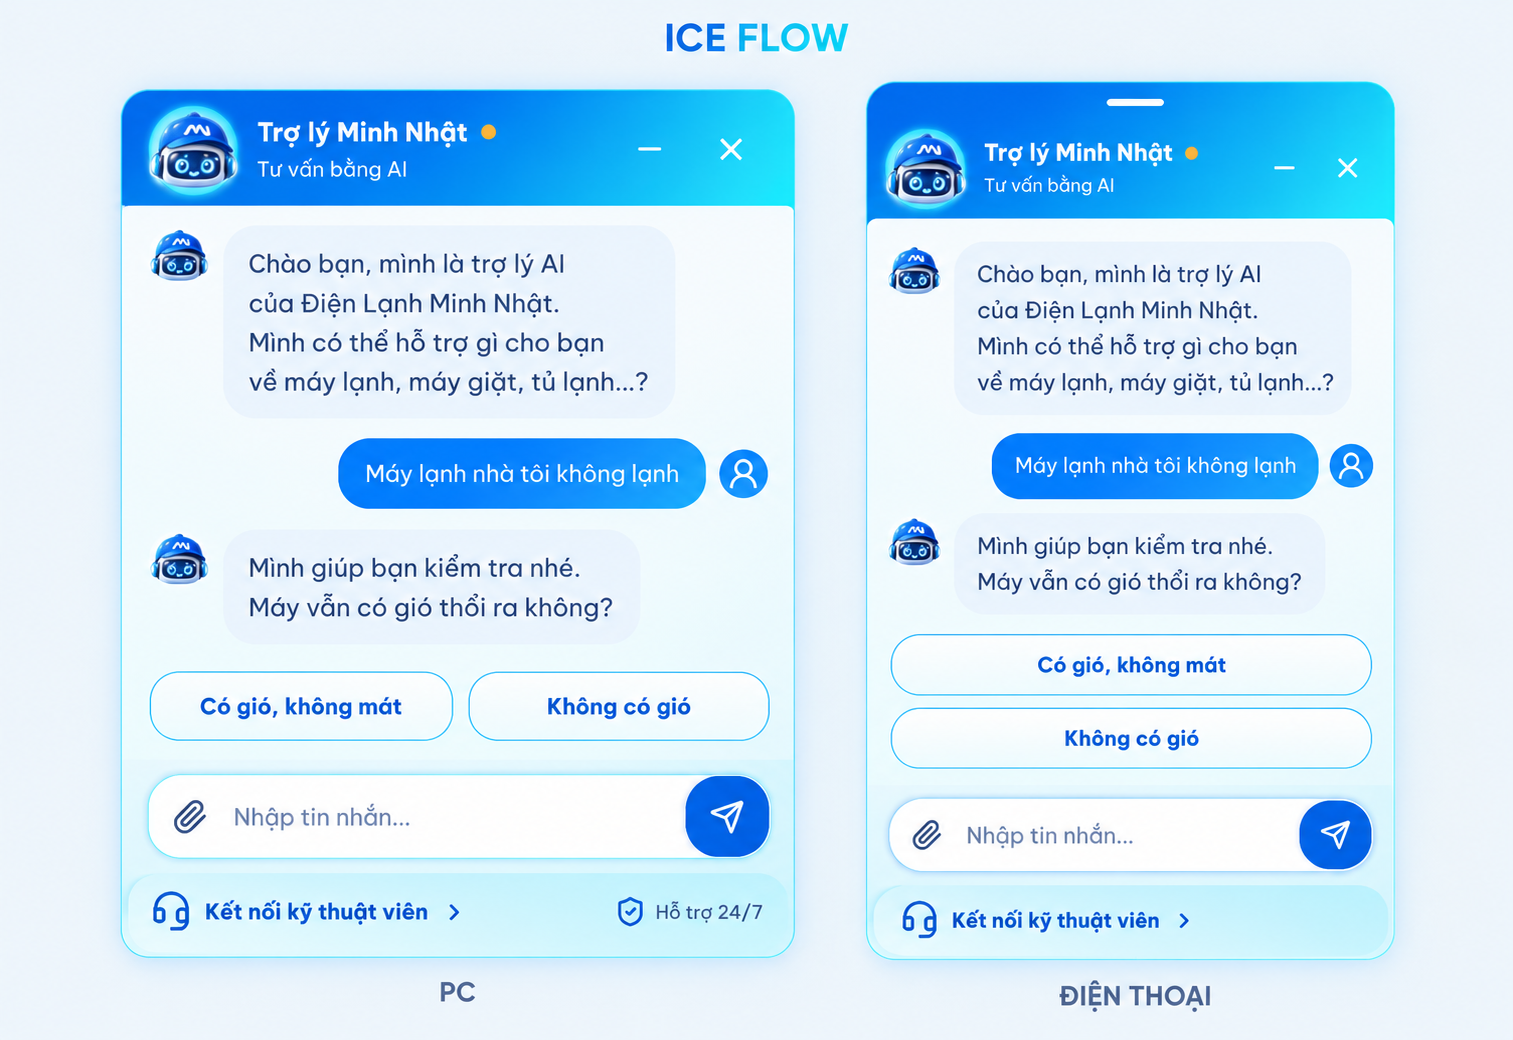 ICE FLOW
Trợ lý Minh Nhật
Tư vấn bằng AI
Chào bạn, mình là trợ lý AI
của Điện Lạnh Minh Nhật.
Mình có thể hỗ trợ gì cho bạn
về máy lạnh, máy giặt, tủ lạnh...?
Máy lạnh nhà tôi không lạnh
Mình giúp bạn kiểm tra nhé.
Máy vẫn có gió thổi ra không?
Có gió, không mát
Không có gió
Nhập tin nhắn...
Kết nối kỹ thuật viên
Hỗ trợ 24/7
PC
Trợ lý Minh Nhật
Tư vấn bằng AI
Chào bạn, mình là trợ lý AI
của Điện Lạnh Minh Nhật.
Mình có thể hỗ trợ gì cho bạn
về máy lạnh, máy giặt, tủ lạnh...?
Máy lạnh nhà tôi không lạnh
Mình giúp bạn kiểm tra nhé.
Máy vẫn có gió thổi ra không?
Có gió, không mát
Không có gió
Nhập tin nhắn...
Kết nối kỹ thuật viên
ĐIỆN THOẠI